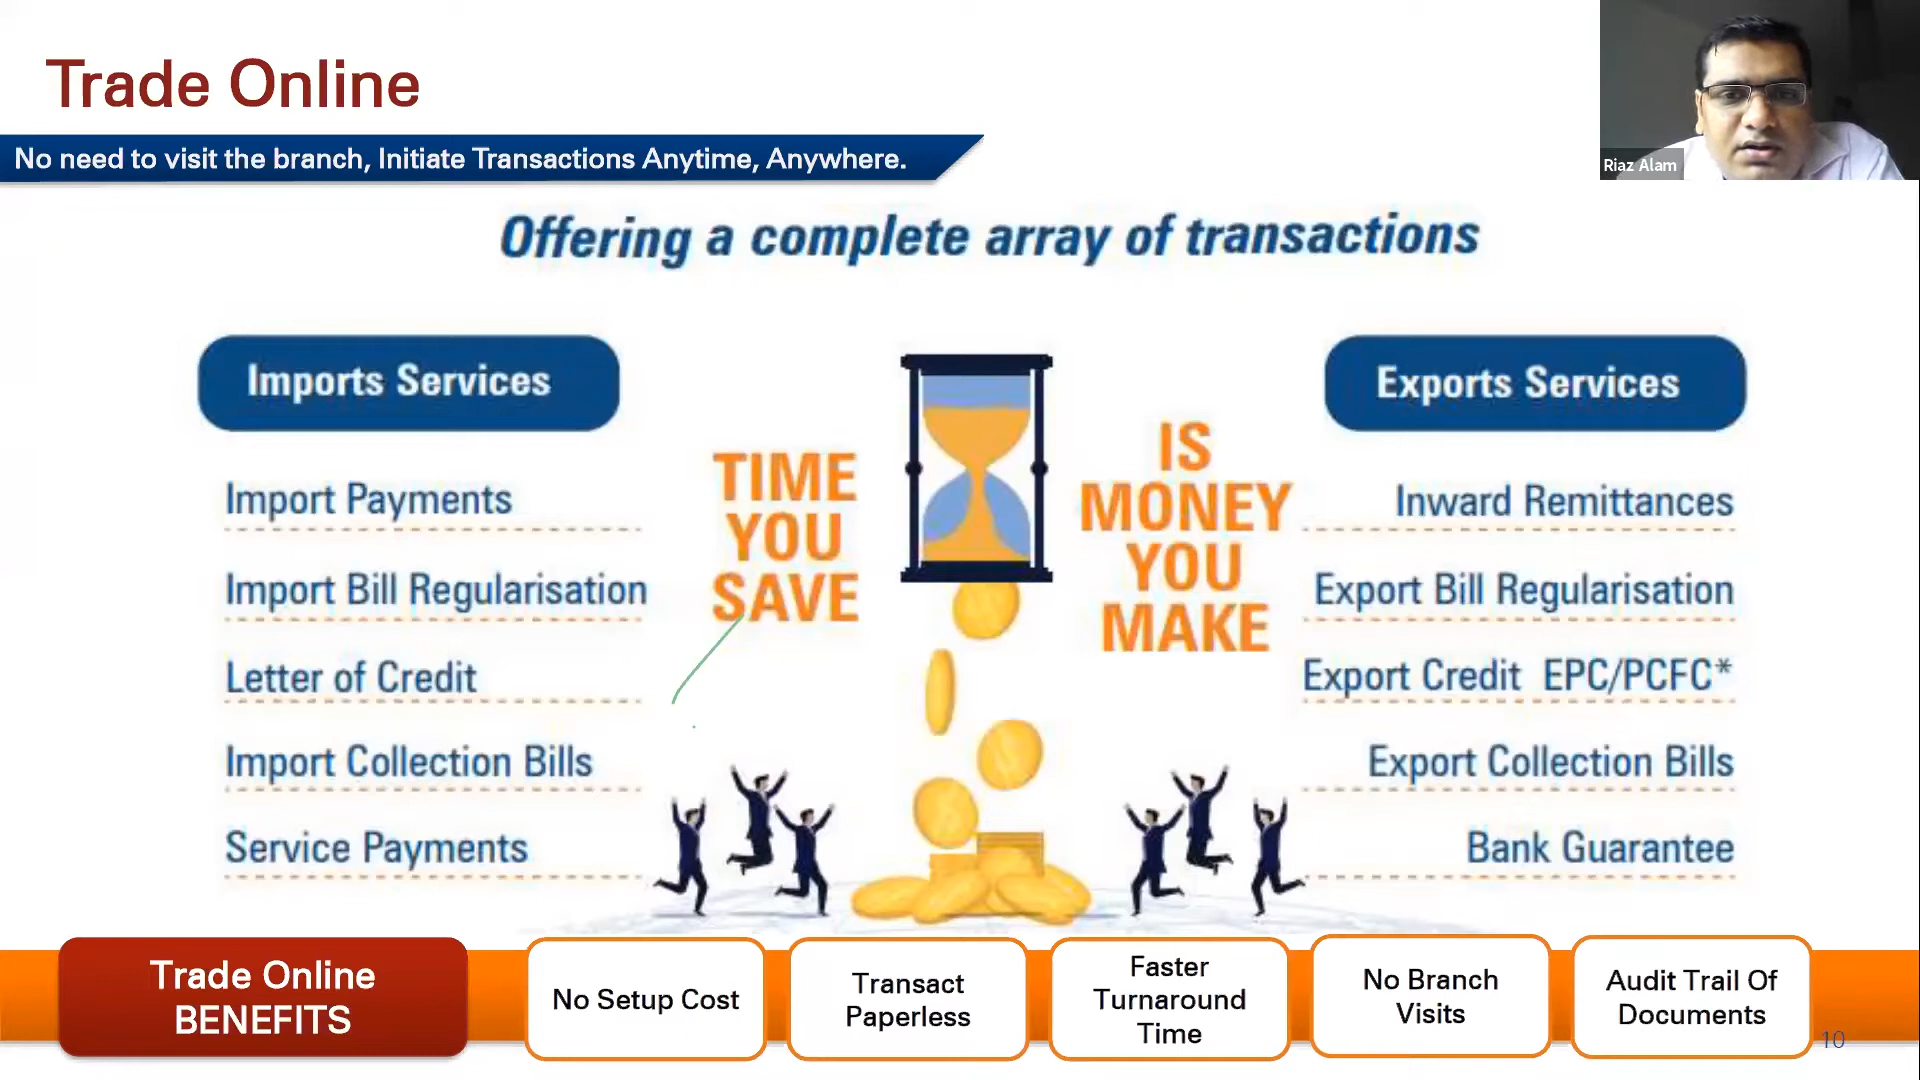 Trade Online
No need to visit the branch, Initiate Transactions Anytime, Anywhere.
Riaz Alam
Offering a complete array of transactions
Imports Services
Import Payments
Import Bill Regularisation
Letter of Credit
Import Collection Bills
Service Payments
TIME
YOU
SAVE
IS
MONEY
YOU
MAKE
Exports Services
Inward Remittances
Export Bill Regularisation
Export Credit EPC/PCFC*
Export Collection Bills
Bank Guarantee
Trade Online
BENEFITS
No Setup Cost
Transact
Paperless
Faster
Turnaround
Time
No Branch
Visits
Audit Trail Of
Documents
10